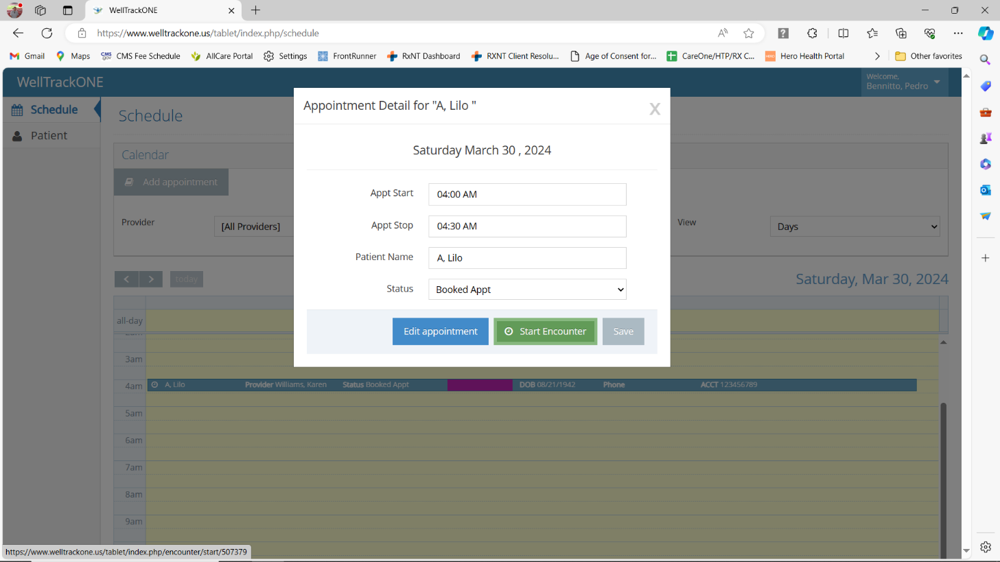 WellTrackONE
https://www.welltrackone.us/tablet/index.php/schedule
Gmail
Maps
CMS Fee Schedule
AllCare Portal
Settings
FrontRunner
RxNT Dashboard
RXNT Client Resolu...
Age of Consent for...
CareOne/HTP/RX C...
Hero Health Portal
Other favorites
WellTrackONE
Welcome,
Bennitto, Pedro
Schedule
Patient
Schedule
Calendar
Add appointment
Provider
[All Providers]
View
Days
today
Saturday, Mar 30, 2024
Appointment Detail for "A, Lilo "
X
Saturday March 30 , 2024
Appt Start
04:00 AM
Appt Stop
04:30 AM
Patient Name
A, Lilo
Status
Booked Appt
Edit appointment
Start Encounter
Save
all-day
3am
4am
A, Lilo
Provider Williams, Karen
Status Booked Appt
DOB 08/21/1942
Phone
ACCT 123456789
5am
6am
7am
8am
9am
https://www.welltrackone.us/tablet/index.php/encounter/start/507379